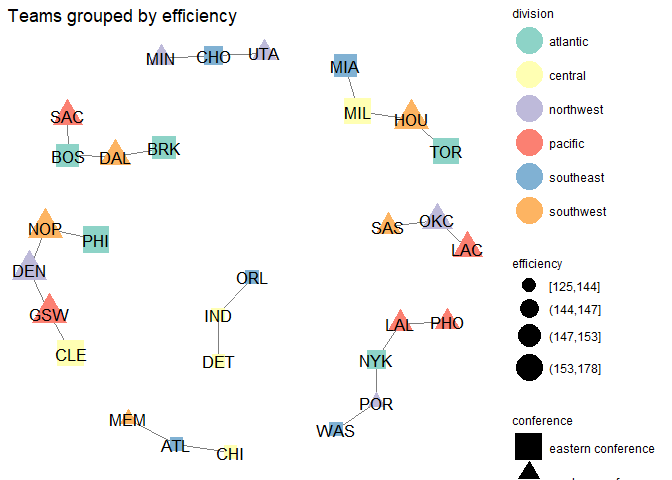 Teams grouped by efficiency
MIN CHO UTA
MIA
MIL HOU
TOR
SAC
BOS DAL BRK
SAS OKC
LAC
NOP PHI
DEN
GSW
CLE
ORL
IND
DET
LAL PHO
NYK
POR
WAS
MEM
ATL CHI
division
atlantic
central
northwest
pacific
southeast
southwest
efficiency
[125,144]
(144,147]
(147,153]
(153,178]
conference
eastern conference